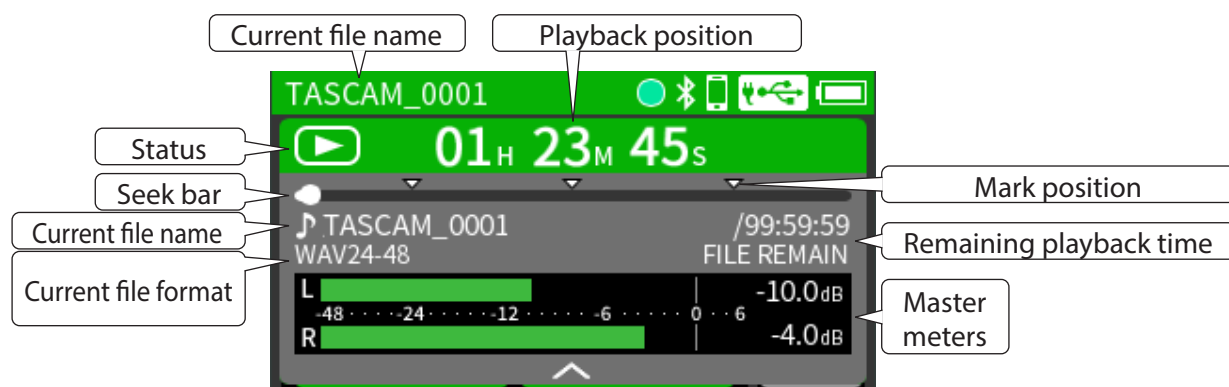 Current file name
Playback position
TASCAM_0001
Status
01H 23M 45S
Seek bar
Mark position
Current file name
TASCAM_0001
/99:59:59
Remaining playback time
WAV24-48
FILE REMAIN
Current file format
L
-10.0dB
-48 · · · · -24 · · · · · -12 · · · · · -6 · · · · · 0 · · 6
Master
meters
R
-4.0dB